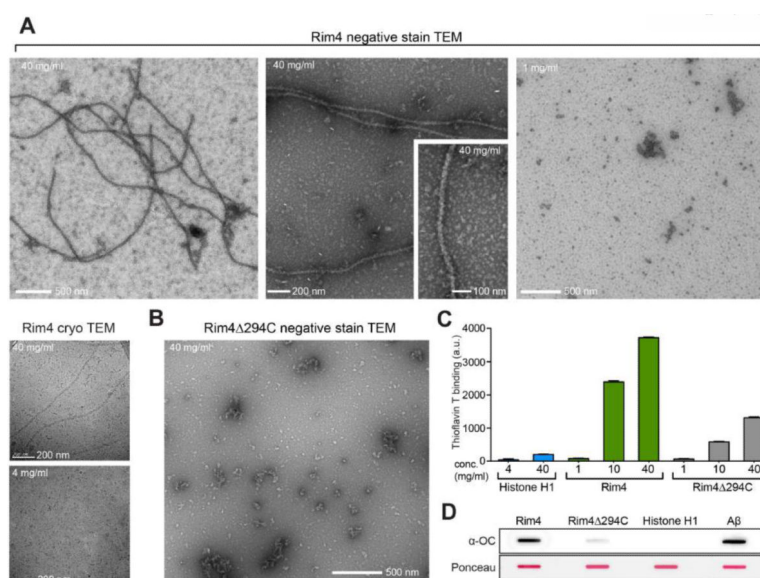 A
Rim4 negative stain TEM
40 mg/ml
500 nm
40 mg/ml
200 nm
40 mg/ml
100 nm
1 mg/ml
500 nm
Rim4 cryo TEM
40 mg/ml
200 nm
4 mg/ml
B
Rim4Δ294C negative stain TEM
40 mg/ml
500 nm
C
Thioflavin T binding (a.u.)
4000
3000
2000
1000
0
conc. 4 40 1 10 40 1 10 40
(mg/ml)
Histone H1 Rim4 Rim4Δ294C
D
Rim4 Rim4Δ294C Histone H1 Aβ
α-OC
Ponceau